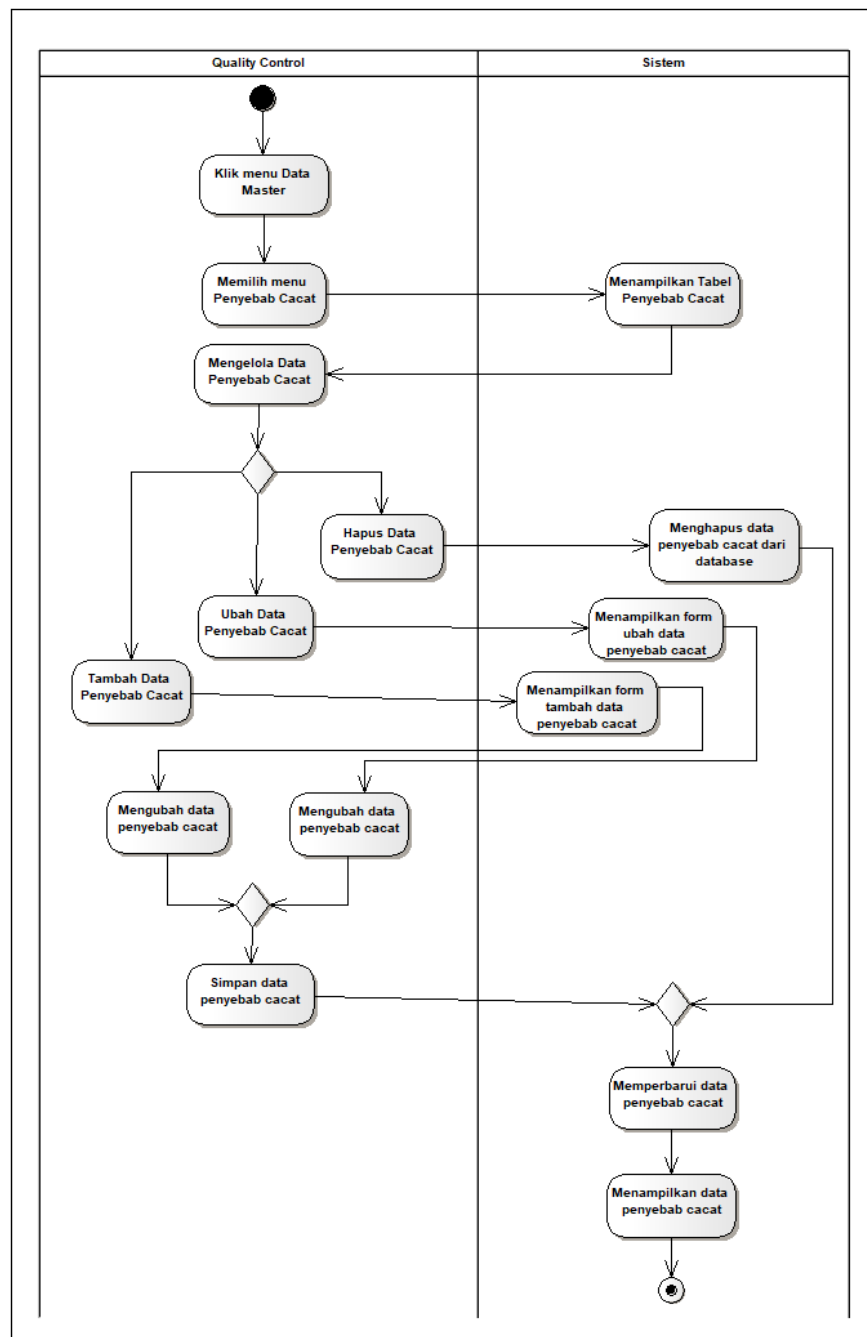 Quality Control
Sistem
Klik menu Data
Master
Memilih menu
Penyebab Cacat
Menampilkan Tabel
Penyebab Cacat
Mengelola Data
Penyebab Cacat
Hapus Data
Penyebab Cacat
Menghapus data
penyebab cacat dari
database
Ubah Data
Penyebab Cacat
Menampilkan form
ubah data
penyebab cacat
Tambah Data
Penyebab Cacat
Menampilkan form
tambah data
penyebab cacat
Mengubah data
penyebab cacat
Mengubah data
penyebab cacat
Simpan data
penyebab cacat
Memperbarui data
penyebab cacat
Menampilkan data
penyebab cacat